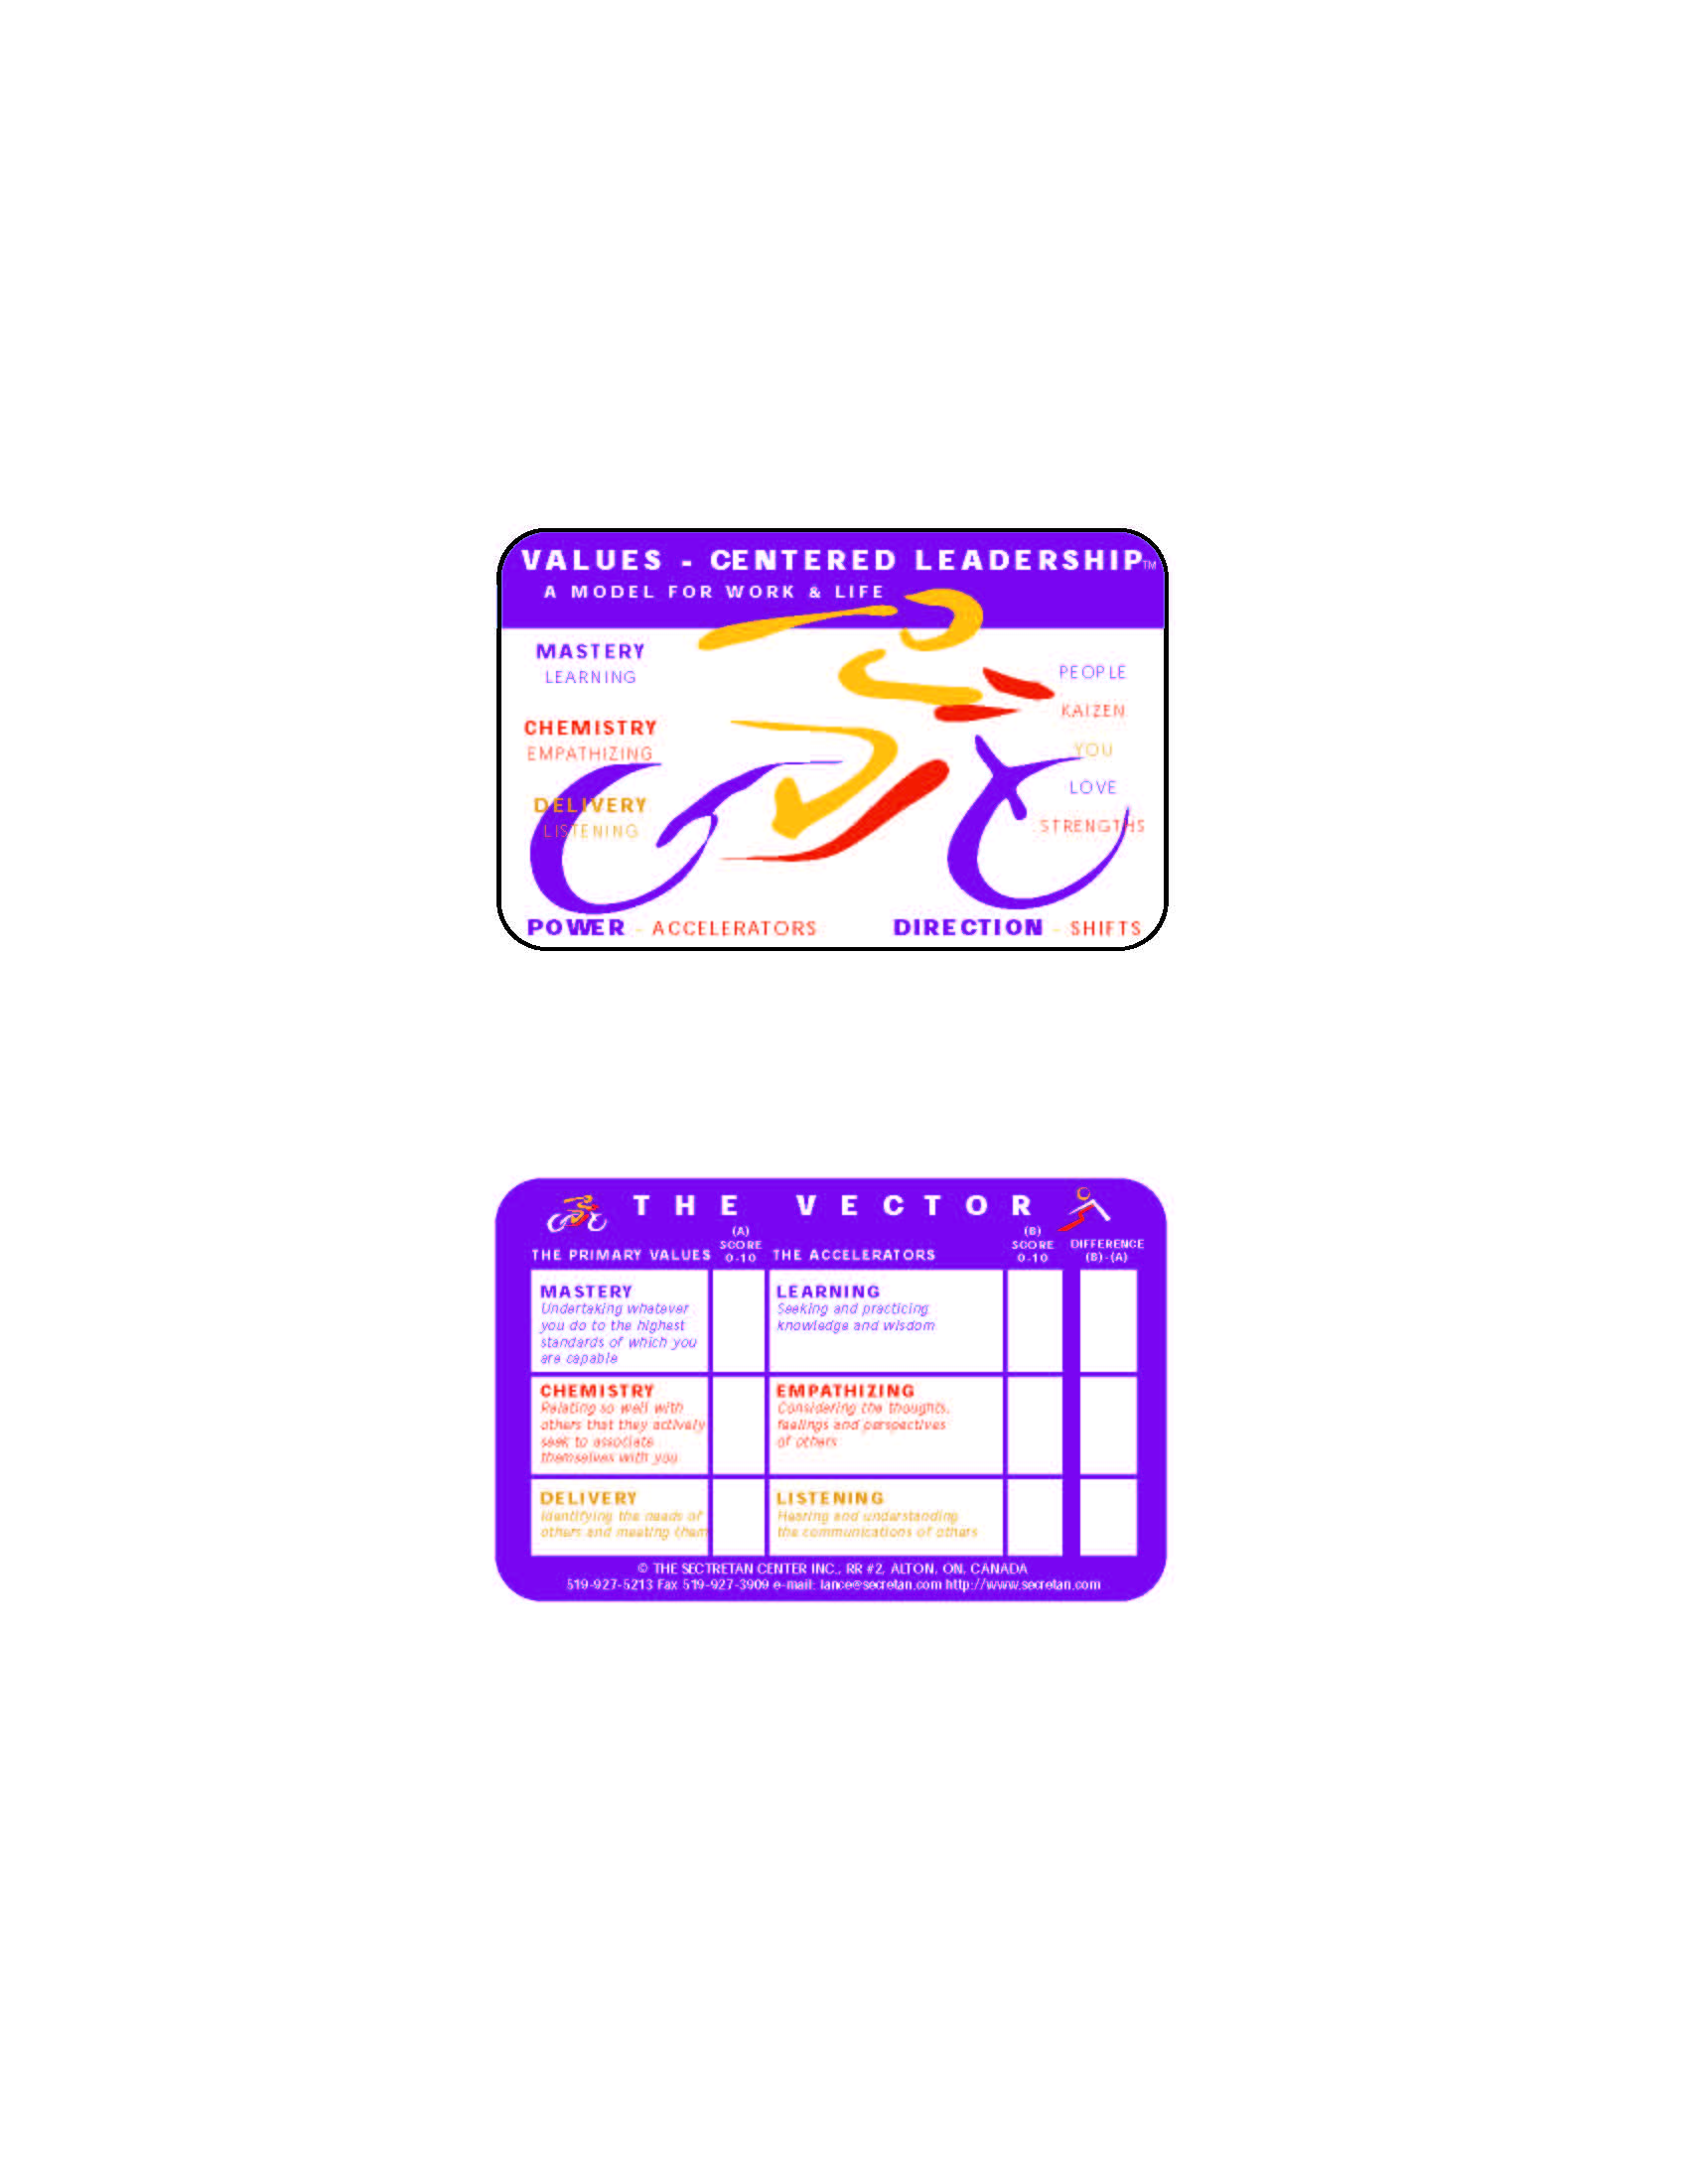 VALUES - CENTERED LEADERSHIP™
A MODEL FOR WORK & LIFE
MASTERY
LEARNING
CHEMISTRY
EMPATHIZING
DELIVERY
LISTENING
PEOPLE
KAIZEN
YOU
LOVE
STRENGTHS
POWER - ACCELERATORS
DIRECTION - SHIFTS
THE VECTOR
THE PRIMARY VALUES
(A)
SCORE
0-10
THE ACCELERATORS
(B)
SCORE
0-10
DIFFERENCE
(B)-(A)
MASTERY
Undertaking whatever
you do to the highest
standards of which you
are capable
LEARNING
Seeking and practicing
knowledge and wisdom
CHEMISTRY
Relating so well with
others that they actively
seek to associate
themselves with you
EMPATHIZING
Considering the thoughts,
feelings and perspectives
of others
DELIVERY
Identifying the needs of
others and meeting them
LISTENING
Hearing and understanding
the communications of others
© THE SECTRETAN CENTER INC., RR #2, ALTON, ON, CANADA
519-927-5213 Fax 519-927-3909 e-mail: lance@secretan.com http://www.secretan.com